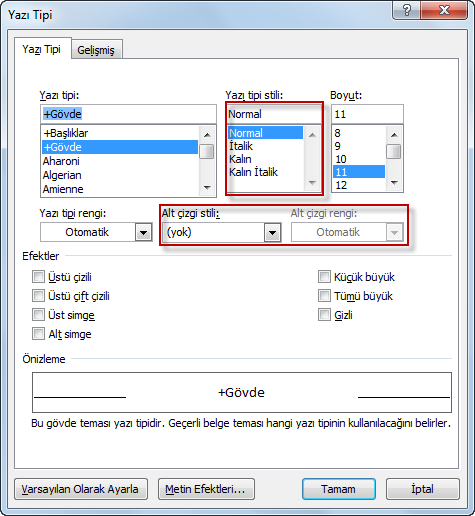 Yazı Tipi
Yazı Tipi Gelişmiş
Yazı tipi: Yazı tipi stili: Boyut:
+Gövde Normal 11
+Başlıklar Normal 8
+Gövde İtalik 9
Aharoni Kalın 10
Algerian Kalın İtalik 11
Amienne 12
Yazı tipi rengi: Alt çizgi stili: Alt çizgi rengi:
Otomatik (yok) Otomatik
Efektler
Üstü çizili Küçük büyük
Üstü çift çizili Tümü büyük
Üst simge Gizli
Alt simge
Önizleme
+Gövde
Bu gövde teması yazı tipidir. Geçerli belge teması hangi yazı tipinin kullanılacağını belirler.
Varsayılan Olarak Ayarla Metin Efektleri... Tamam İptal